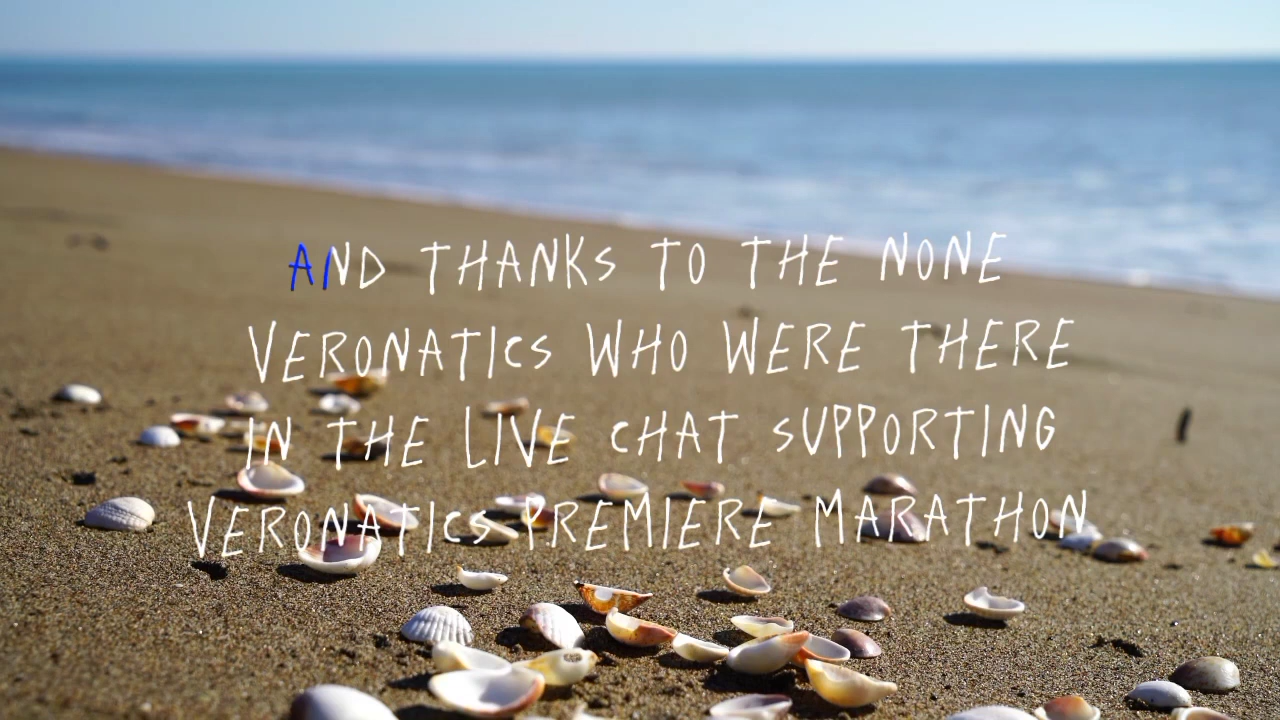 AND THANKS TO THE NONE
VERONATICS WHO WERE THERE
IN THE LIVE CHAT SUPPORTING
VERONATICS PREMIERE MARATHON